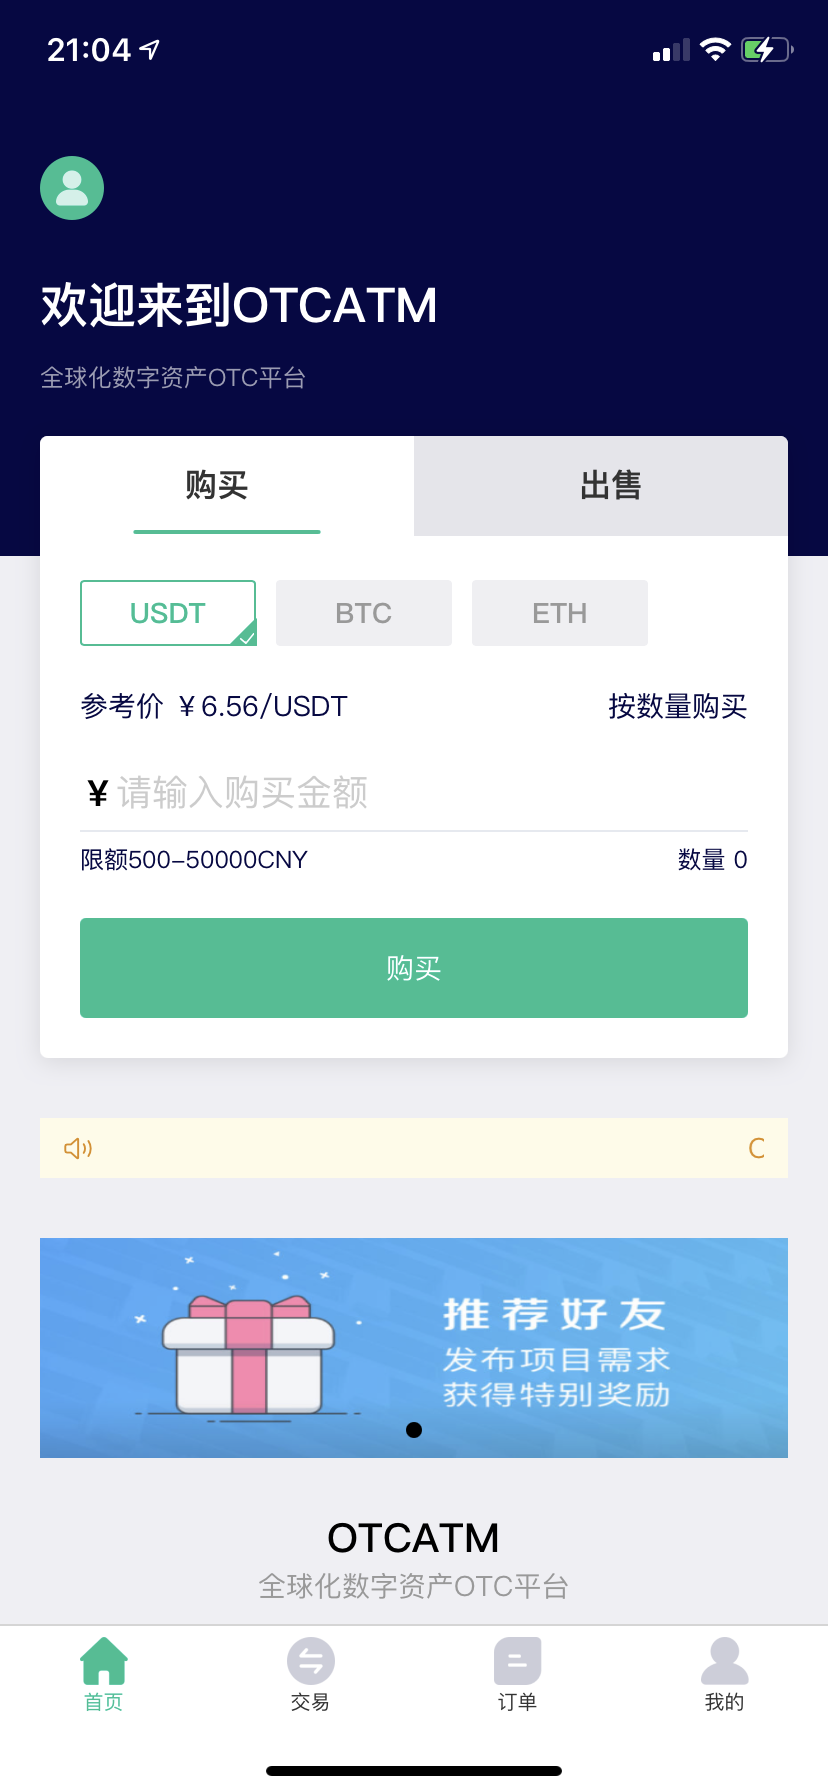 21:04
欢迎来到OTCATM
全球化数字资产OTC平台
购买
出售
USDT
BTC
ETH
参考价 ¥6.56/USDT
按数量购买
¥ 请输入购买金额
限额500-50000CNY
数量 0
购买
C
推荐好友
发布项目需求
获得特别奖励
OTCATM
全球化数字资产OTC平台
首页
交易
订单
我的